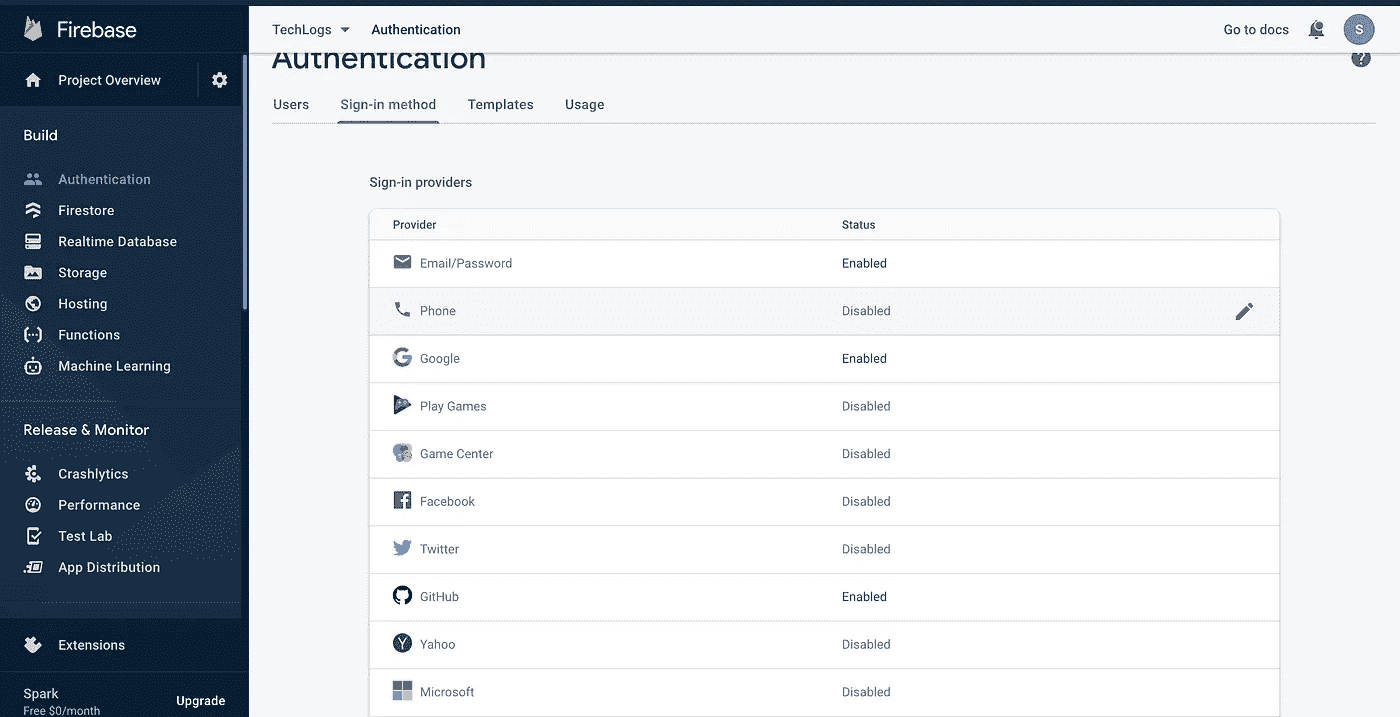 Firebase
TechLogs Authentication Go to docs S
Authentication
?
Project Overview
Users Sign-in method Templates Usage
Build
Authentication
Firestore
Realtime Database
Storage
Hosting
Functions
Machine Learning
Release & Monitor
Crashlytics
Performance
Test Lab
App Distribution
Extensions
Spark
Free $0/month
Upgrade
Sign-in providers
Provider Status
Email/Password Enabled
Phone Disabled
Google Enabled
Play Games Disabled
Game Center Disabled
Facebook Disabled
Twitter Disabled
GitHub Enabled
Yahoo Disabled
Microsoft Disabled